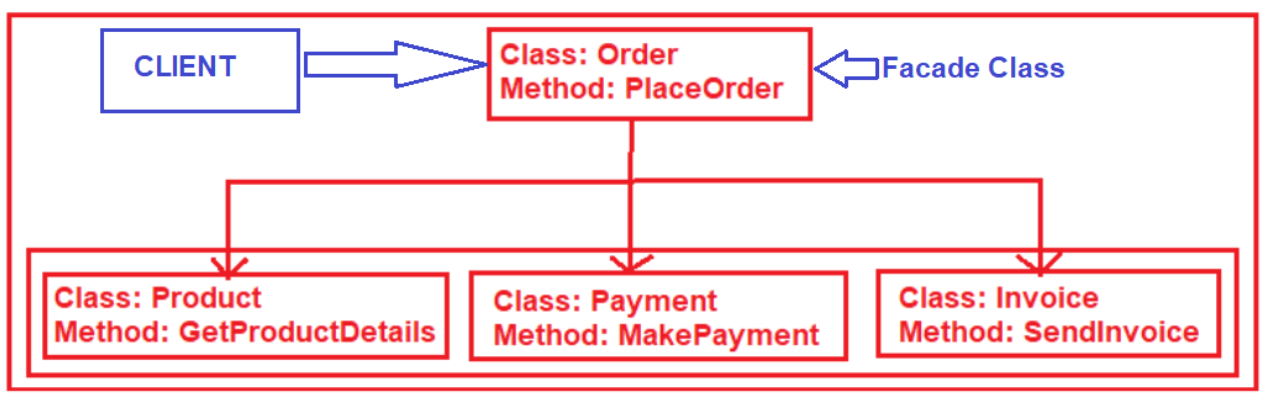 CLIENT
Class: Order
Method: PlaceOrder
Facade Class
Class: Product
Method: GetProductDetails
Class: Payment
Method: MakePayment
Class: Invoice
Method: SendInvoice